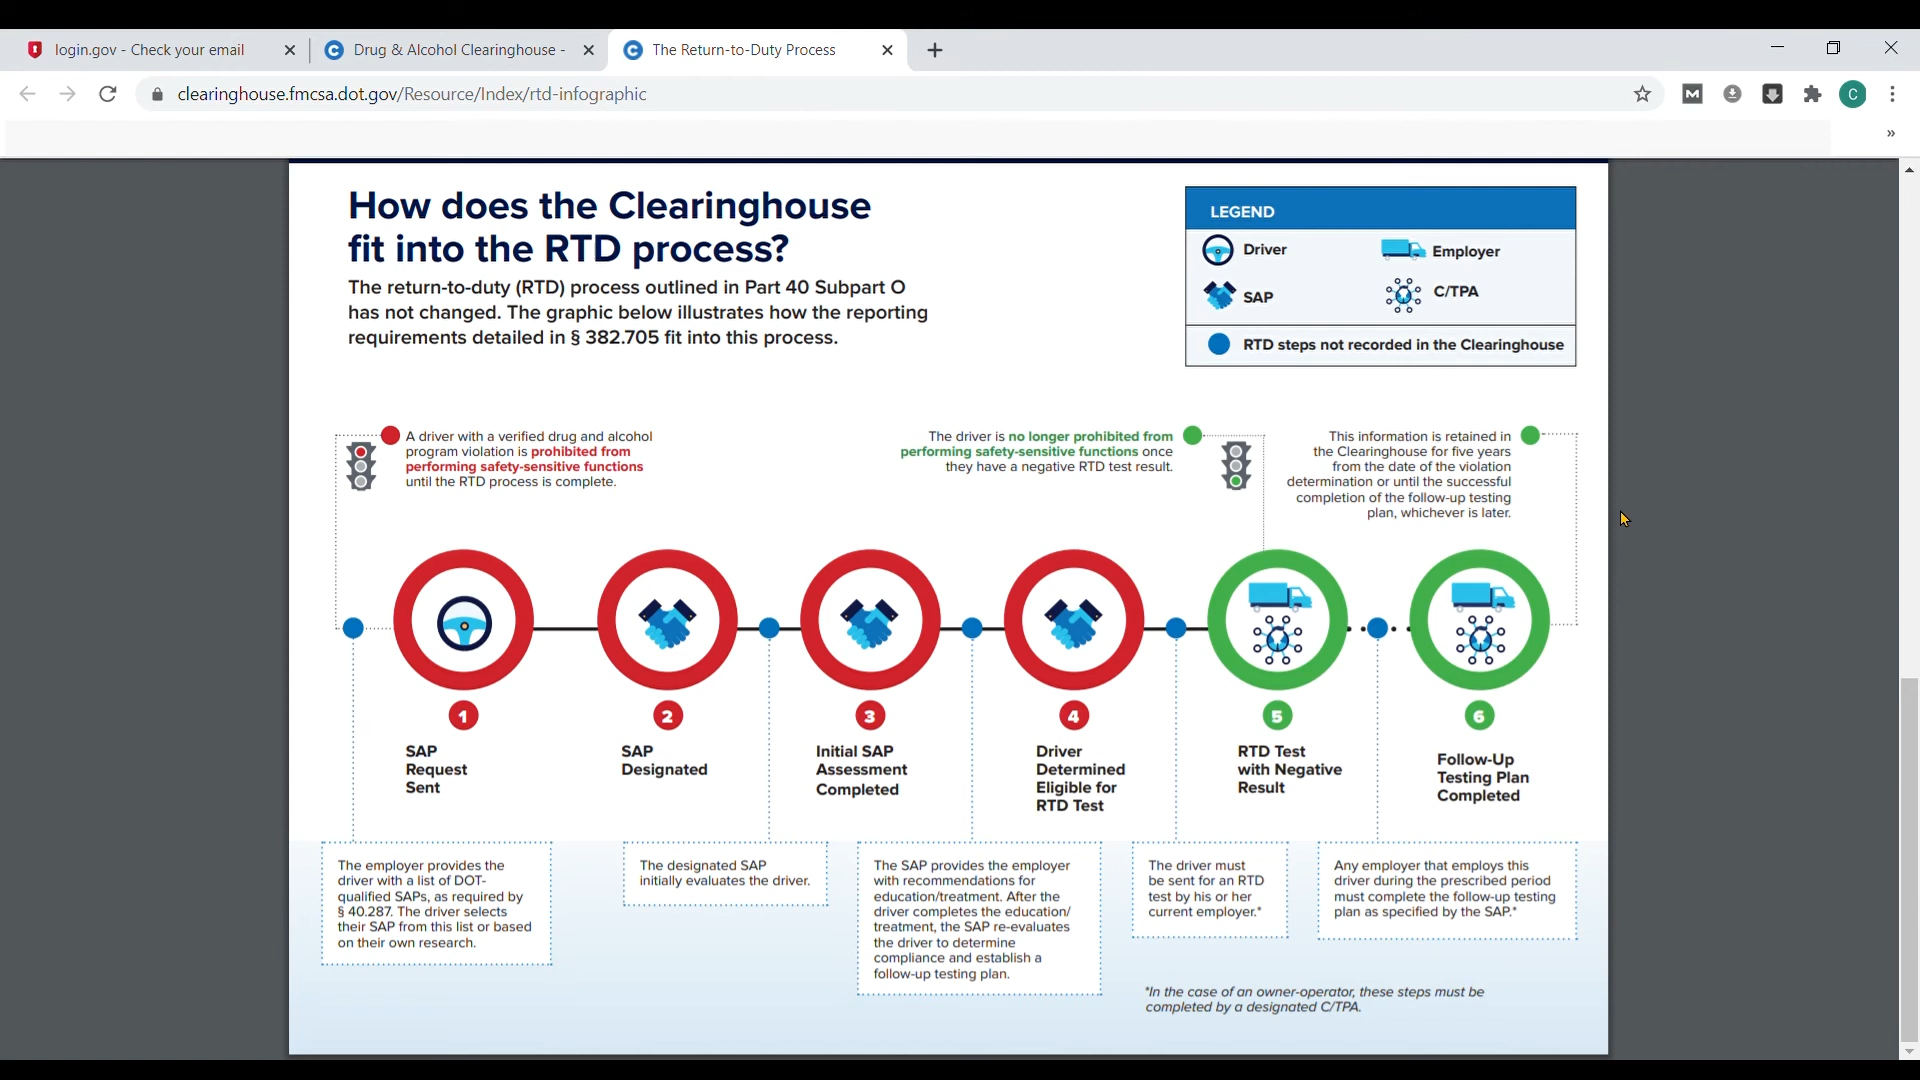 login.gov - Check your email
Drug & Alcohol Clearinghouse -
The Return-to-Duty Process
clearinghouse.fmcsa.dot.gov/Resource/Index/rtd-infographic
M
C
»
How does the Clearinghouse
fit into the RTD process?
The return-to-duty (RTD) process outlined in Part 40 Subpart O
has not changed. The graphic below illustrates how the reporting
requirements detailed in § 382.705 fit into this process.
LEGEND
Driver
Employer
SAP
C/TPA
RTD steps not recorded in the Clearinghouse
A driver with a verified drug and alcohol
program violation is prohibited from
performing safety-sensitive functions
until the RTD process is complete.
The driver is no longer prohibited from
performing safety-sensitive functions once
they have a negative RTD test result.
This information is retained in
the Clearinghouse for five years
from the date of the violation
determination or until the successful
completion of the follow-up testing
plan, whichever is later.
1
SAP
Request
Sent
2
SAP
Designated
3
Initial SAP
Assessment
Completed
4
Driver
Determined
Eligible for
RTD Test
5
RTD Test
with Negative
Result
6
Follow-Up
Testing Plan
Completed
The employer provides the
driver with a list of DOT-
qualified SAPs, as required by
§ 40.287. The driver selects
their SAP from this list or based
on their own research.
The designated SAP
initially evaluates the driver.
The SAP provides the employer
with recommendations for
education/treatment. After the
driver completes the education/
treatment, the SAP re-evaluates
the driver to determine
compliance and establish a
follow-up testing plan.
The driver must
be sent for an RTD
test by his or her
current employer.*
Any employer that employs this
driver during the prescribed period
must complete the follow-up testing
plan as specified by the SAP.*
*In the case of an owner-operator, these steps must be
completed by a designated C/TPA.